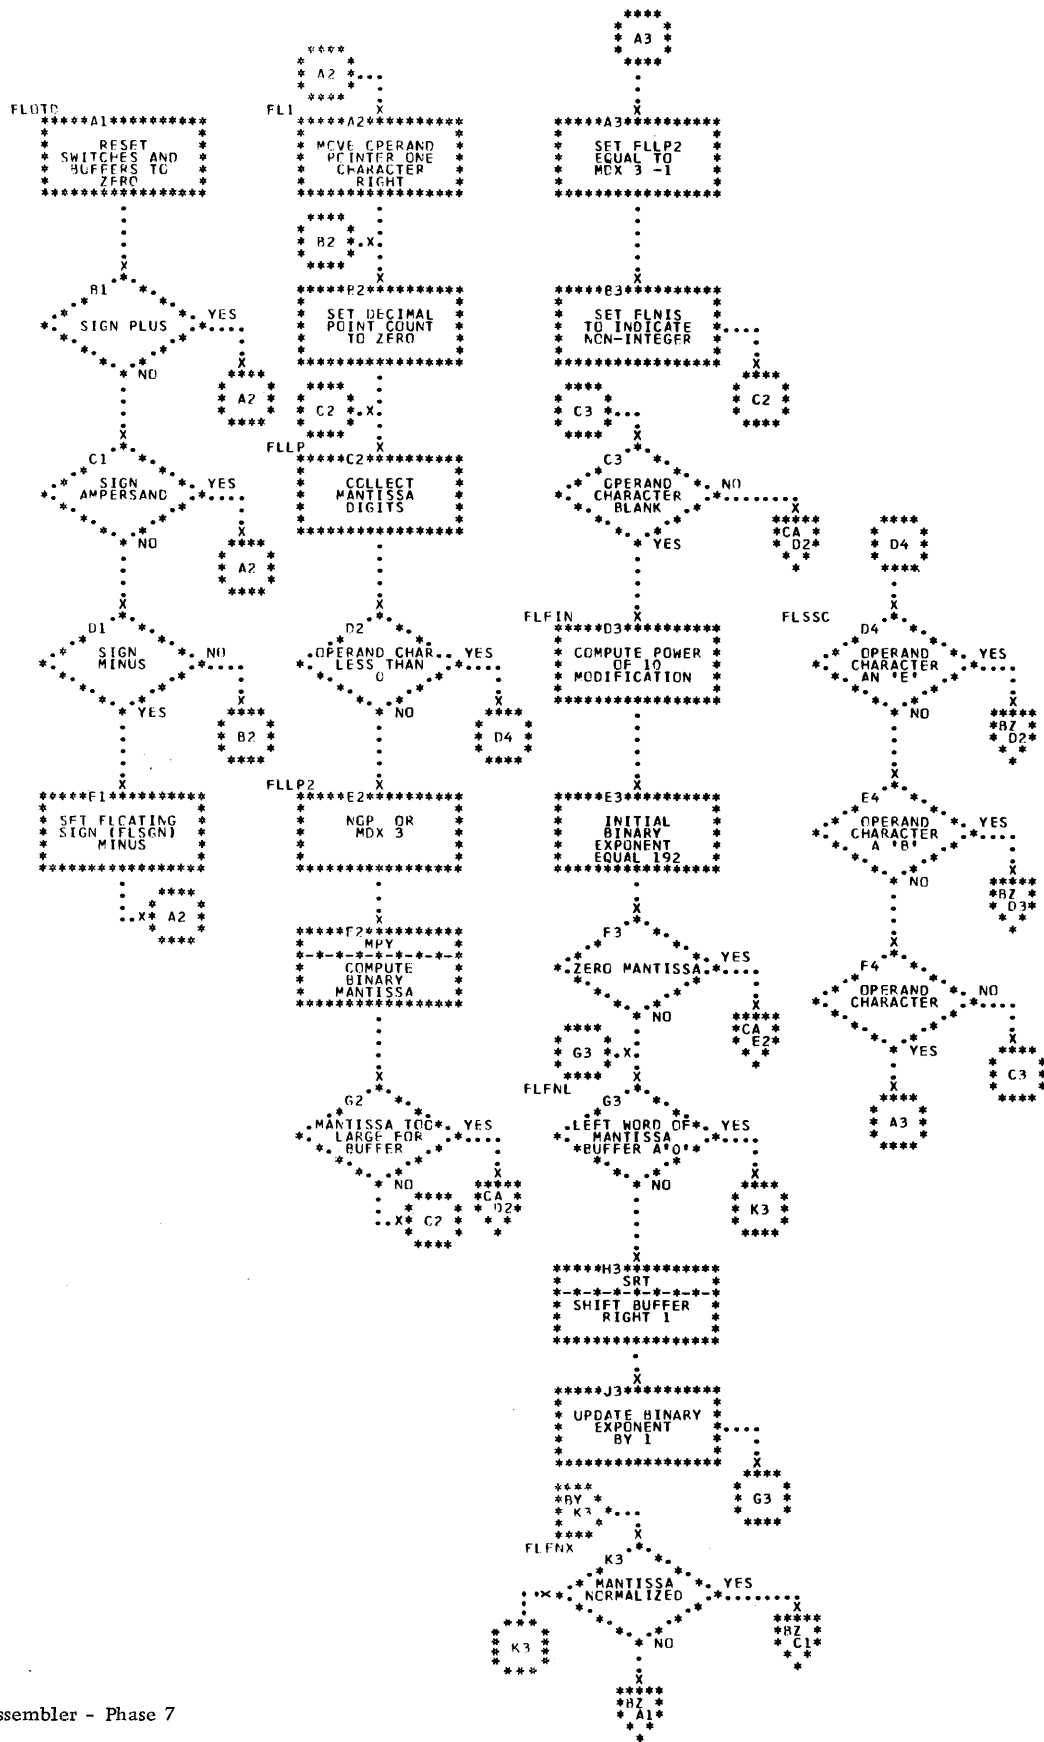 A3
A2
FLOTD
A1
RESET
SWITCHES AND
BUFFERS TO
ZERO
FL1
A2
MOVE OPERAND
POINTER ONE
CHARACTER
RIGHT
A3
SET FLLP2
EQUAL TO
MDX 3 -1
B2
B1
SIGN PLUS
YES
NO
A2
B2
SET DECIMAL
POINT COUNT
TO ZERO
B3
SET FLNIS
TO INDICATE
NON-INTEGER
C2
C2
C3
C1
SIGN
AMPERSAND
YES
NO
A2
FLLP
C2
COLLECT
MANTISSA
DIGITS
C3
OPERAND
CHARACTER
BLANK
NO
YES
CA
D2
D4
D1
SIGN
MINUS
NO
YES
B2
D2
OPERAND CHAR
LESS THAN
0
YES
NO
D4
FLFIN
D3
COMPUTE POWER
OF 10
MODIFICATION
FLSSC
D4
OPERAND
CHARACTER
AN 'E'
YES
NO
BZ
D2
E1
SET FLOATING
SIGN (FLSGN)
MINUS
A2
FLLP2
E2
NOP OR
MDX 3
E3
INITIAL
BINARY
EXPONENT
EQUAL 192
E4
OPERAND
CHARACTER
A 'B'
YES
NO
BZ
D3
F2
MPY
COMPUTE
BINARY
MANTISSA
F3
ZERO MANTISSA
YES
NO
CA
E2
F4
OPERAND
CHARACTER
NO
YES
C3
A3
G3
G2
MANTISSA TOO
LARGE FOR
BUFFER
YES
NO
C2
CA
D2
FLFNL
G3
LEFT WORD OF
MANTISSA
BUFFER A'0'
YES
NO
K3
H3
SRT
SHIFT BUFFER
RIGHT 1
J3
UPDATE BINARY
EXPONENT
BY 1
G3
BY
K3
FLFNX
K3
MANTISSA
NORMALIZED
YES
NO
K3
BZ
C1
BZ
A1
ssembler - Phase 7